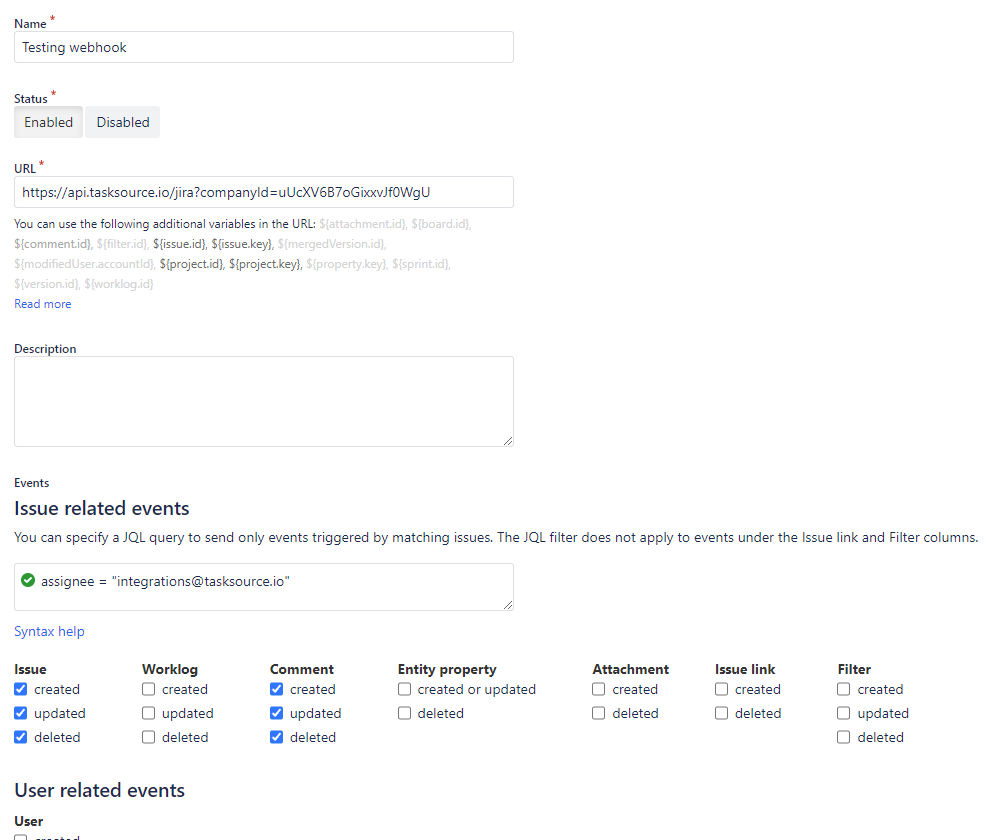 Name *
Testing webhook
Status *
Enabled Disabled
URL *
https://api.tasksource.io/jira?companyId=uUcXV6B7oGixxvJf0WgU
You can use the following additional variables in the URL: ${attachment.id}, ${board.id},
${comment.id}, ${filter.id}, ${issue.id}, ${issue.key}, ${mergedVersion.id},
${modifiedUser.accountId}, ${project.id}, ${project.key}, ${property.key}, ${sprint.id},
${version.id}, ${worklog.id}
Read more
Description
Events
Issue related events
You can specify a JQL query to send only events triggered by matching issues. The JQL filter does not apply to events under the Issue link and Filter columns.
assignee = "integrations@tasksource.io"
Syntax help
Issue Worklog Comment Entity property Attachment Issue link Filter
created created created created or updated created created created
updated updated updated deleted deleted deleted updated
deleted deleted deleted deleted
User related events
User
created